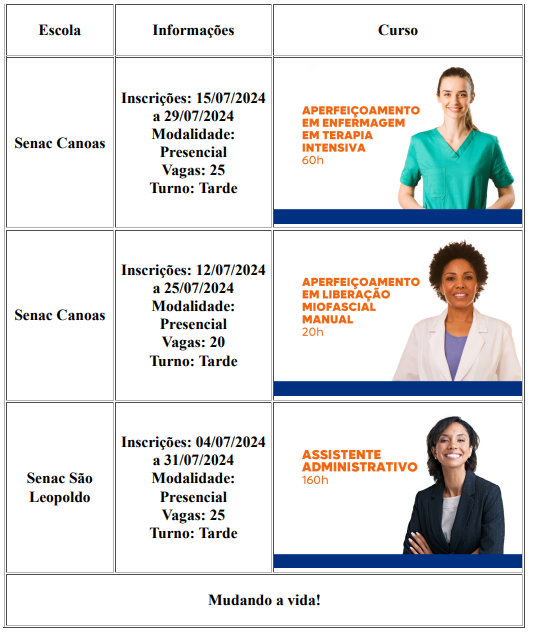 Escola
Informações
Curso
Senac Canoas
Inscrições: 15/07/2024
a 29/07/2024
Modalidade:
Presencial
Vagas: 25
Turno: Tarde
APERFEIÇOAMENTO
EM ENFERMAGEM
EM TERAPIA
INTENSIVA
60h
Senac Canoas
Inscrições: 12/07/2024
a 25/07/2024
Modalidade:
Presencial
Vagas: 20
Turno: Tarde
APERFEIÇOAMENTO
EM LIBERAÇÃO
MIOFASCIAL
MANUAL
20h
Senac São
Leopoldo
Inscrições: 04/07/2024
a 31/07/2024
Modalidade:
Presencial
Vagas: 25
Turno: Tarde
ASSISTENTE
ADMINISTRATIVO
160h
Mudando a vida!